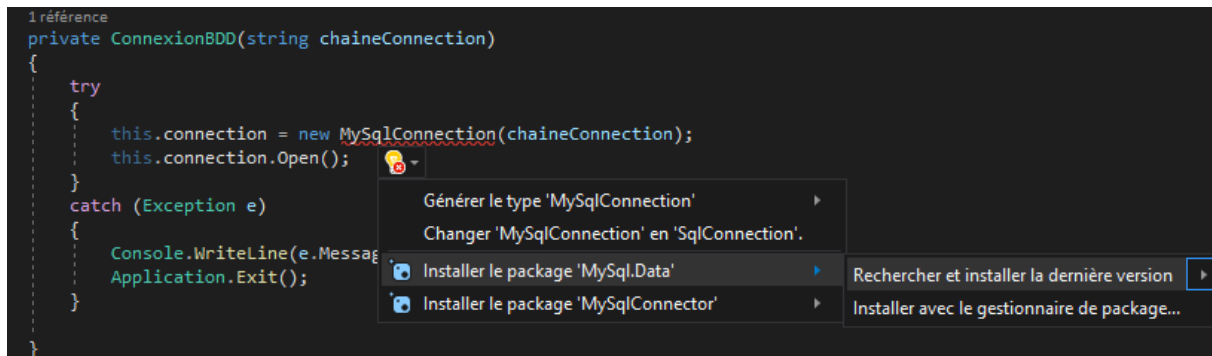 1 référence
private ConnexionBDD(string chaineConnection)
{
try
{
this.connection = new MySqlConnection(chaineConnection);
this.connection.Open();
}
catch (Exception e)
{
Console.WriteLine(e.Messag
Application.Exit();
}
}
Générer le type 'MySqlConnection'
Changer 'MySqlConnection' en 'SqlConnection'.
Installer le package 'MySql.Data'
Installer le package 'MySqlConnector'
Rechercher et installer la dernière version
Installer avec le gestionnaire de package...